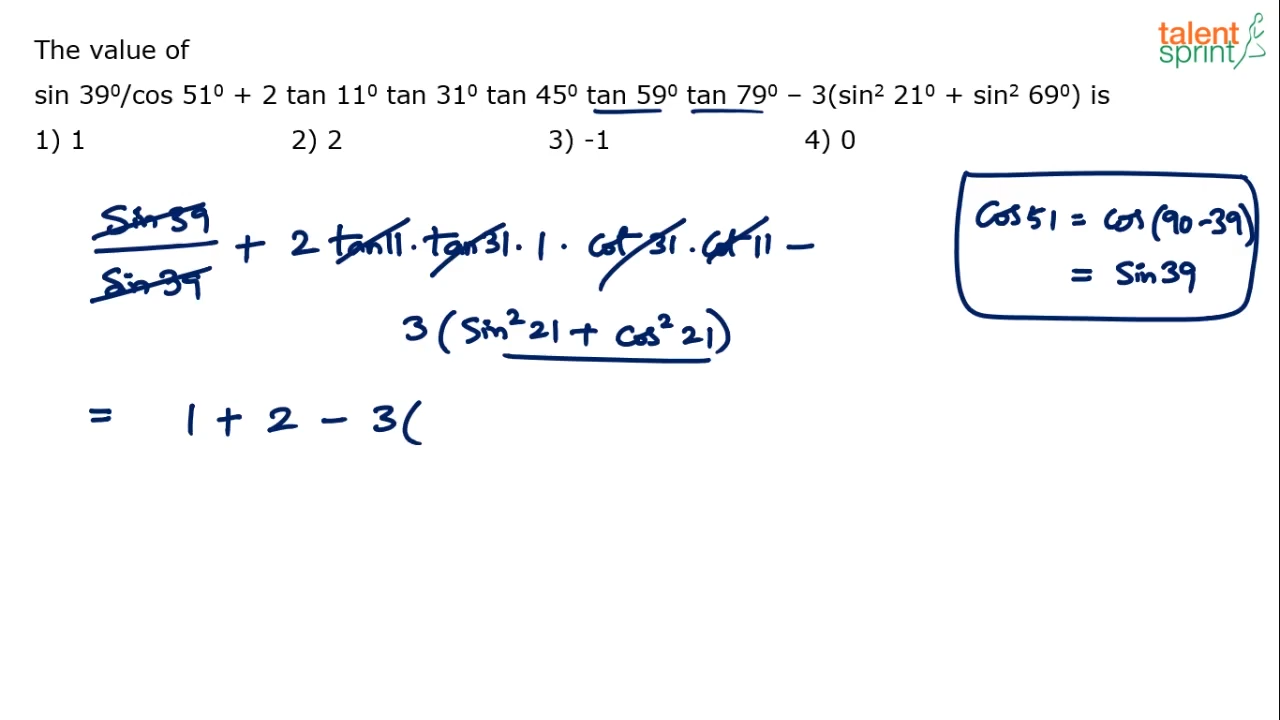 talent
sprint
The value of
sin 39⁰/cos 51⁰ + 2 tan 11⁰ tan 31⁰ tan 45⁰ tan 59⁰ tan 79⁰ – 3(sin² 21⁰ + sin² 69⁰) is
1) 1 2) 2 3) -1 4) 0
Sin 39
Sin 39
+ 2 tan 11 . tan 31 . 1 . cot 31 . cot 11 –
3 ( Sin² 21 + cos² 21 )
= 1 + 2 – 3 (
Cos 51 = cos (90 - 39)
= Sin 39